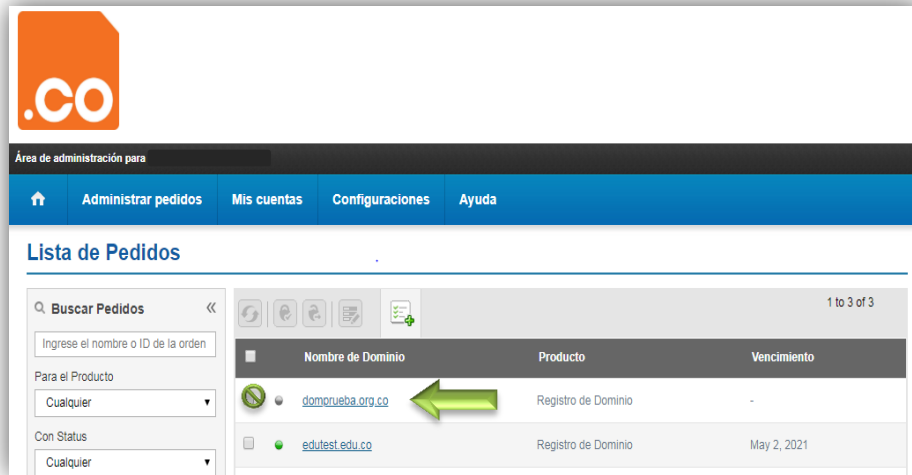 .CO
Área de administración para
Administrar pedidos Mis cuentas Configuraciones Ayuda
Lista de Pedidos
Buscar Pedidos «
Ingrese el nombre o ID de la orden
Para el Producto
Cualquier
Con Status
Cualquier
1 to 3 of 3
Nombre de Dominio Producto Vencimiento
domprueba.org.co Registro de Dominio -
edutest.edu.co Registro de Dominio May 2, 2021